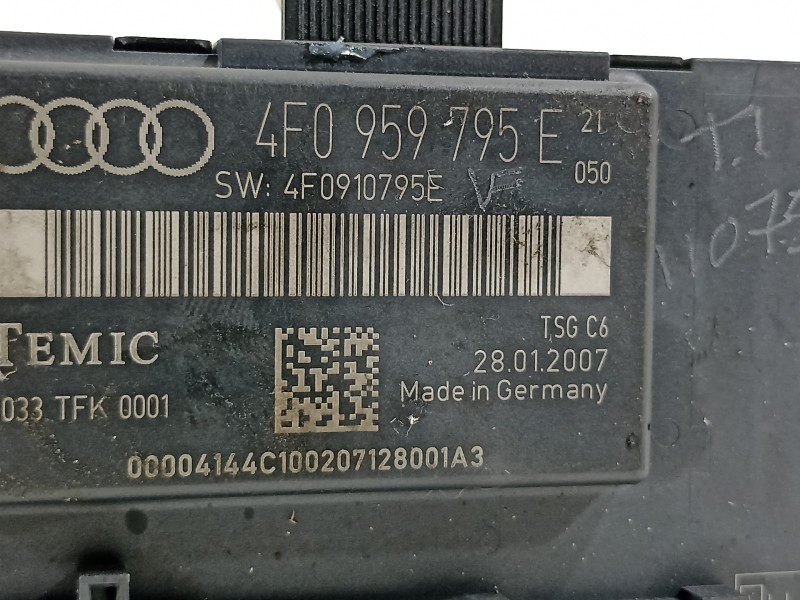 4F0 959 795 E 21
050
SW: 4F0910795E VF
TEMIC
TSG C6
28.01.2007
Made in Germany
033 TFK 0001
00004144C100207128001A3